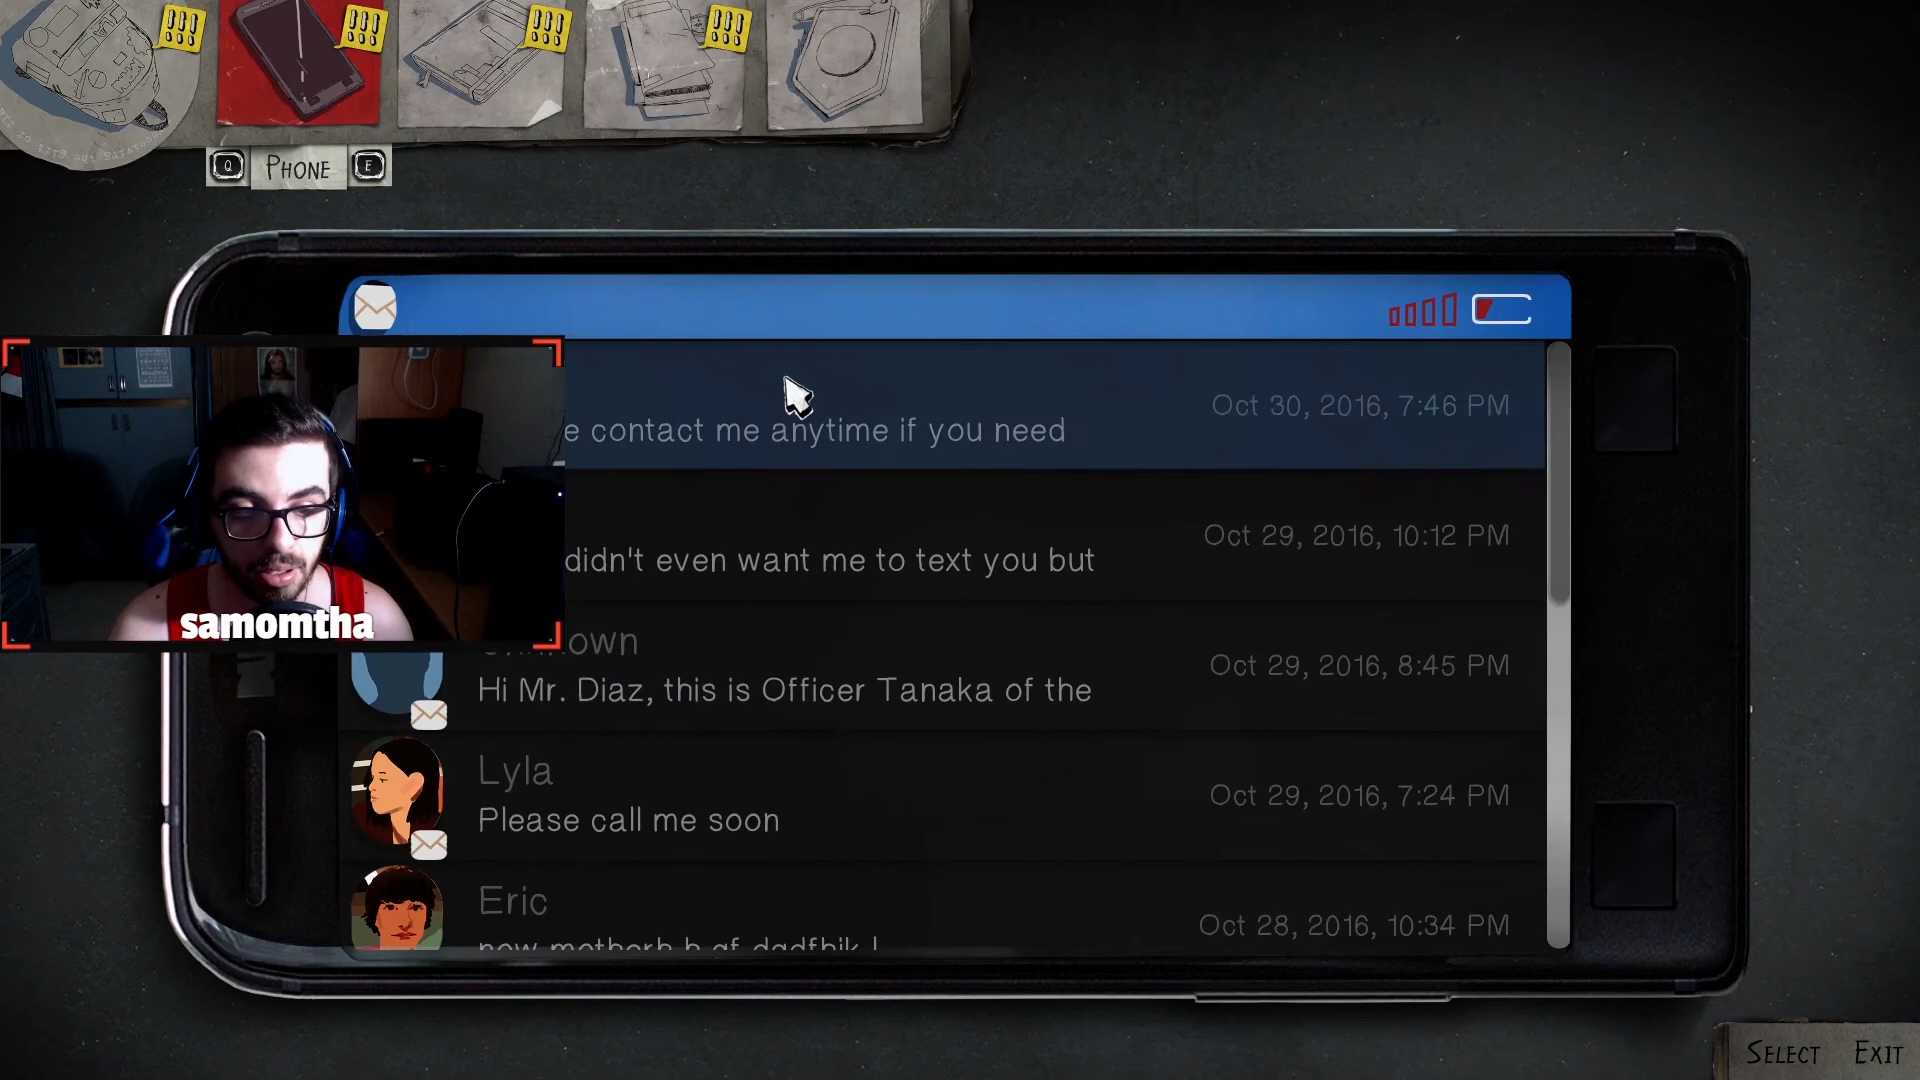 Q PHONE E
Oct 30, 2016, 7:46 PM
e contact me anytime if you need
Oct 29, 2016, 10:12 PM
didn't even want me to text you but
own
Oct 29, 2016, 8:45 PM
Hi Mr. Diaz, this is Officer Tanaka of the
Lyla
Oct 29, 2016, 7:24 PM
Please call me soon
Eric
Oct 28, 2016, 10:34 PM
samomtha
SELECT EXIT